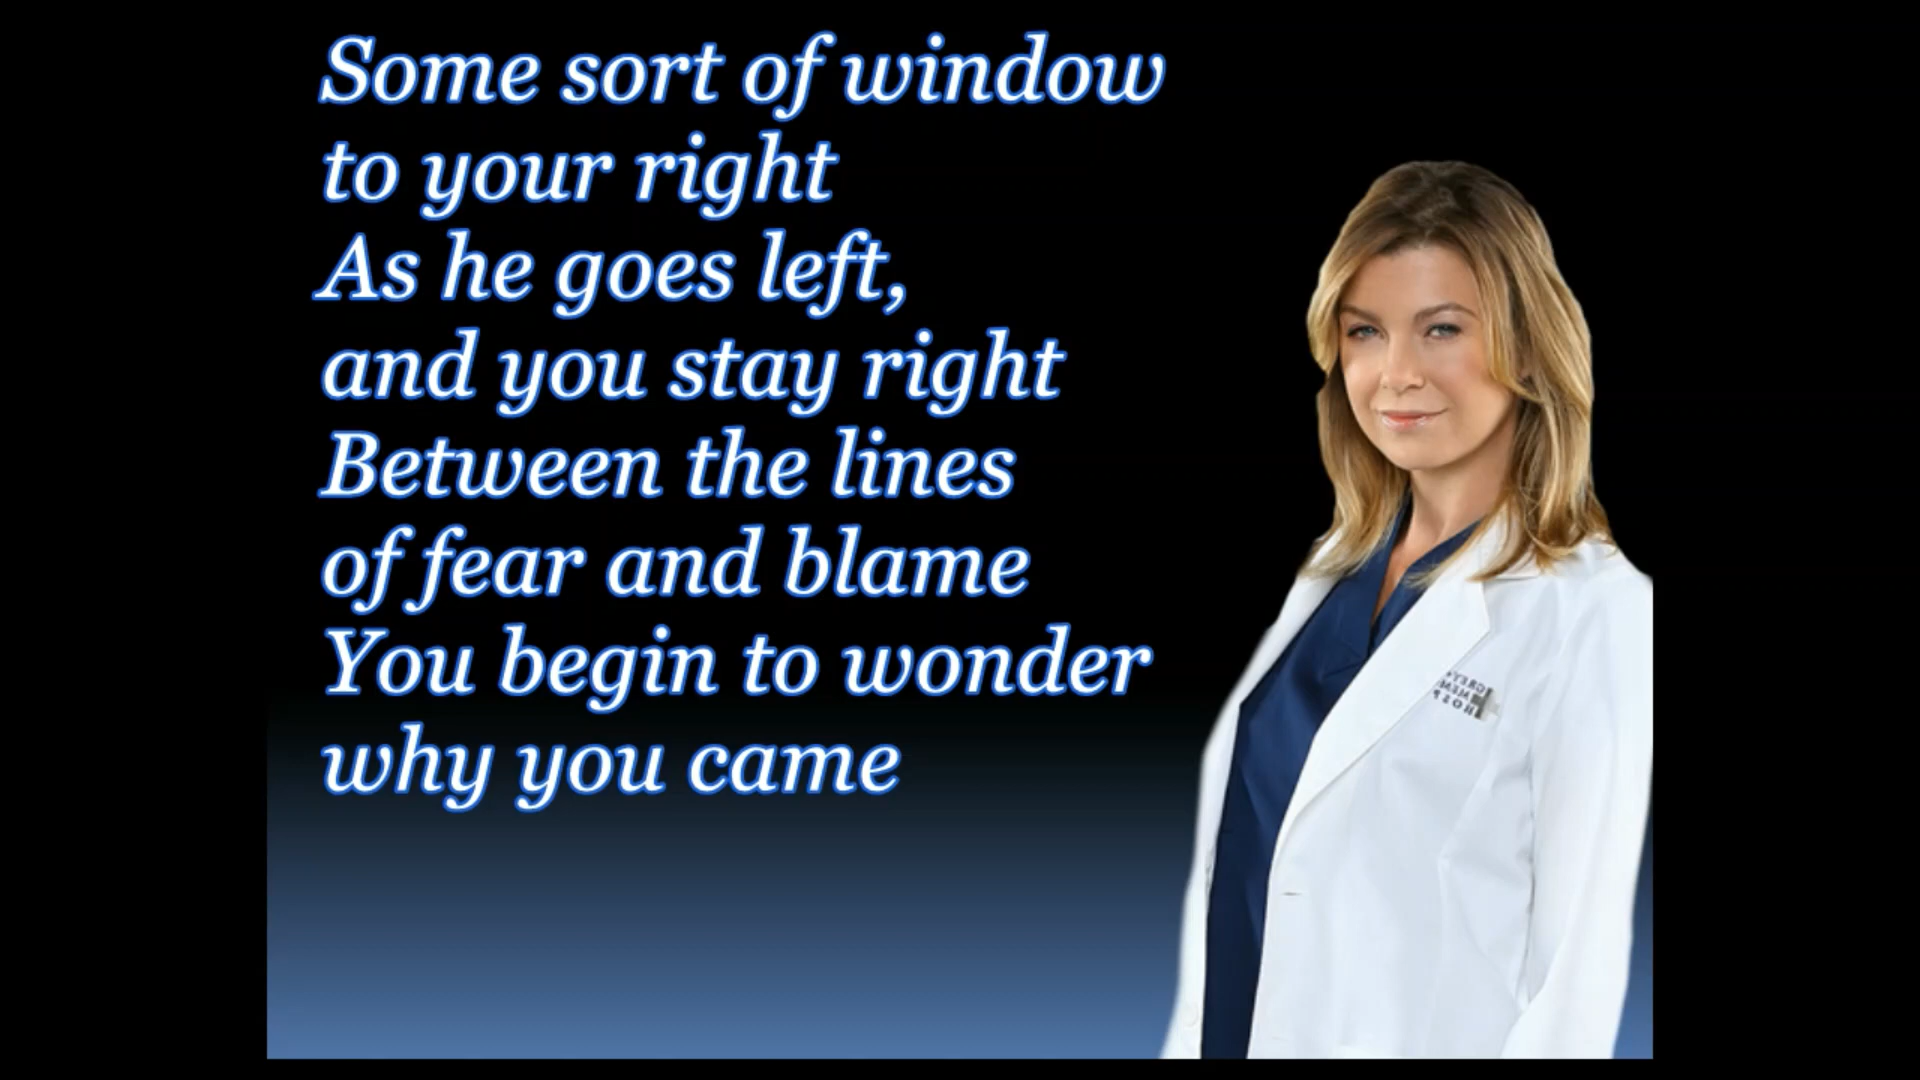 Some sort of window
to your right
As he goes left,
and you stay right
Between the lines
of fear and blame
You begin to wonder
why you came